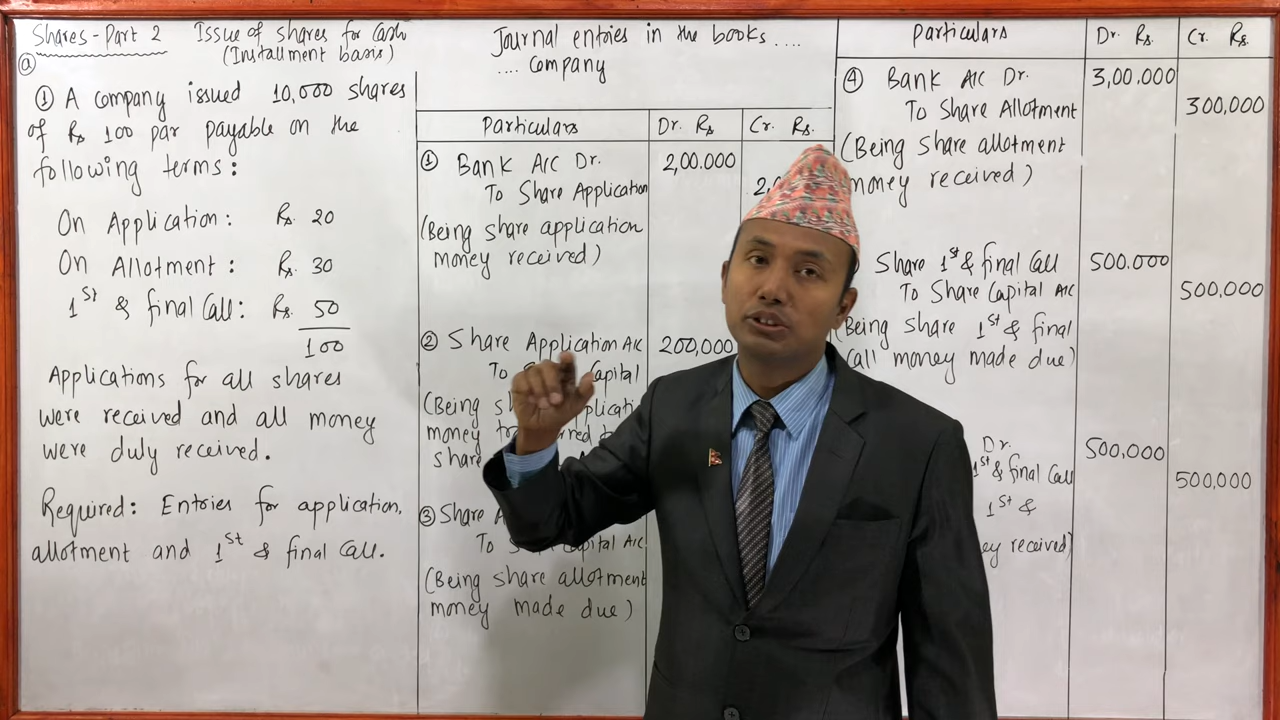 Shares - Part 2 Issue of shares for cash
(Installment basis)
(a)
① A company issued 10,000 shares
of Rs 100 par payable on the
following terms:
On Application: Rs. 20
On Allotment: Rs. 30
1st & final Call: Rs. 50
100
Applications for all shares
were received and all money
were duly received.
Required: Entries for application,
allotment and 1st & final Call.
Journal entries in the books ....
.... company
Particulars Dr. Rs Cr. Rs.
① Bank A/C Dr. 2,00.000
To Share Application
(Being share application
money received)
② Share Application A/C 200,000
To Capital
(Being
money to
share
③ Share
To Capital A/C
(Being share allotment
money made due)
Particulars Dr. Rs. Cr. Rs.
④ Bank A/C Dr. 3,00.000
To Share Allotment 300,000
(Being Share allotment
money received)
Share 1st & final Call 500.000
To Share Capital A/C 500,000
(Being share 1st & final
Call money made due)
Dr. 500,000
1st & final Call 500,000
1st &
received)